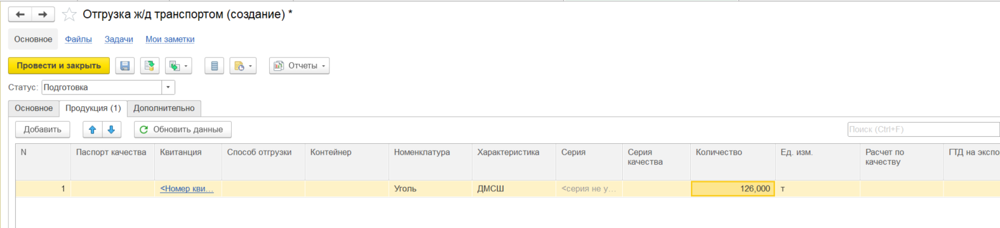 Отгрузка ж/д транспортом (создание) *
Основное Файлы Задачи Мои заметки
Провести и закрыть Отчеты
Статус: Подготовка
Основное Продукция (1) Дополнительно
Добавить Обновить данные Поиск (Ctrl+F)
N Паспорт качества Квитанция Способ отгрузки Контейнер Номенклатура Характеристика Серия Серия качества Количество Ед. изм. Расчет по качеству ГТД на экспо
1 <Номер кви... Уголь ДМСШ <серия не у... 126,000 т